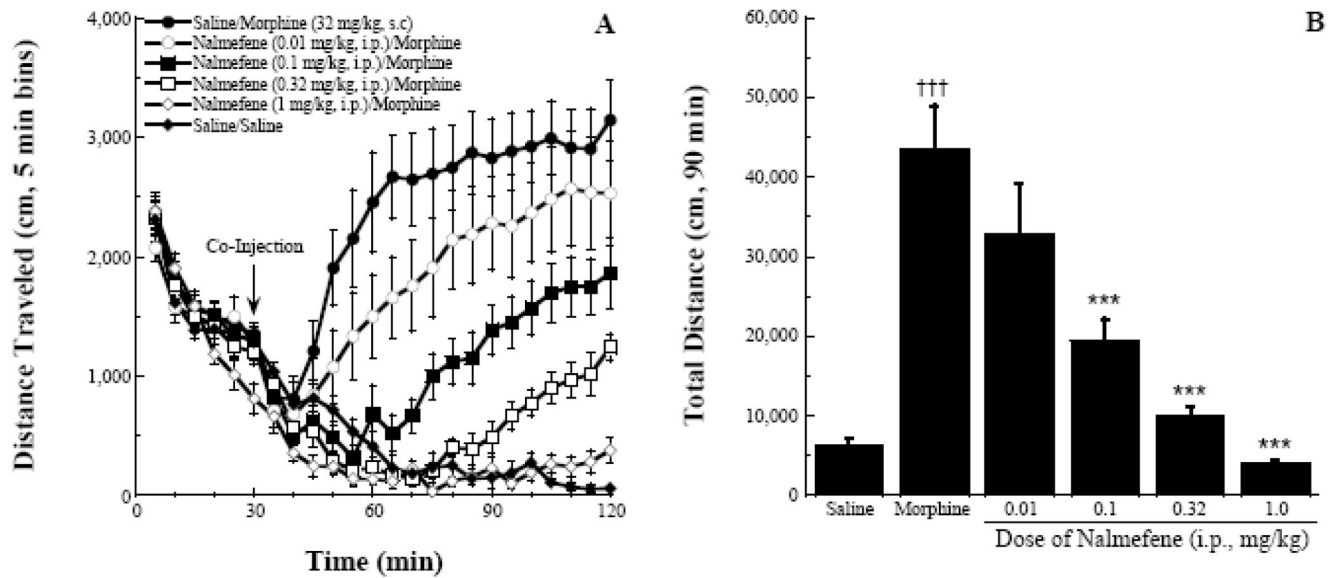 A
B
4,000
3,000
2,000
1,000
0
Distance Traveled (cm, 5 min bins)
Saline/Morphine (32 mg/kg, s.c)
Nalmefene (0.01 mg/kg, i.p.)/Morphine
Nalmefene (0.1 mg/kg, i.p.)/Morphine
Nalmefene (0.32 mg/kg, i.p.)/Morphine
Nalmefene (1 mg/kg, i.p.)/Morphine
Saline/Saline
Co-Injection
0 30 60 90 120
Time (min)
60,000
50,000
40,000
30,000
20,000
10,000
0
Total Distance (cm, 90 min)
†††
***
***
***
Saline Morphine 0.01 0.1 0.32 1.0
Dose of Nalmefene (i.p., mg/kg)